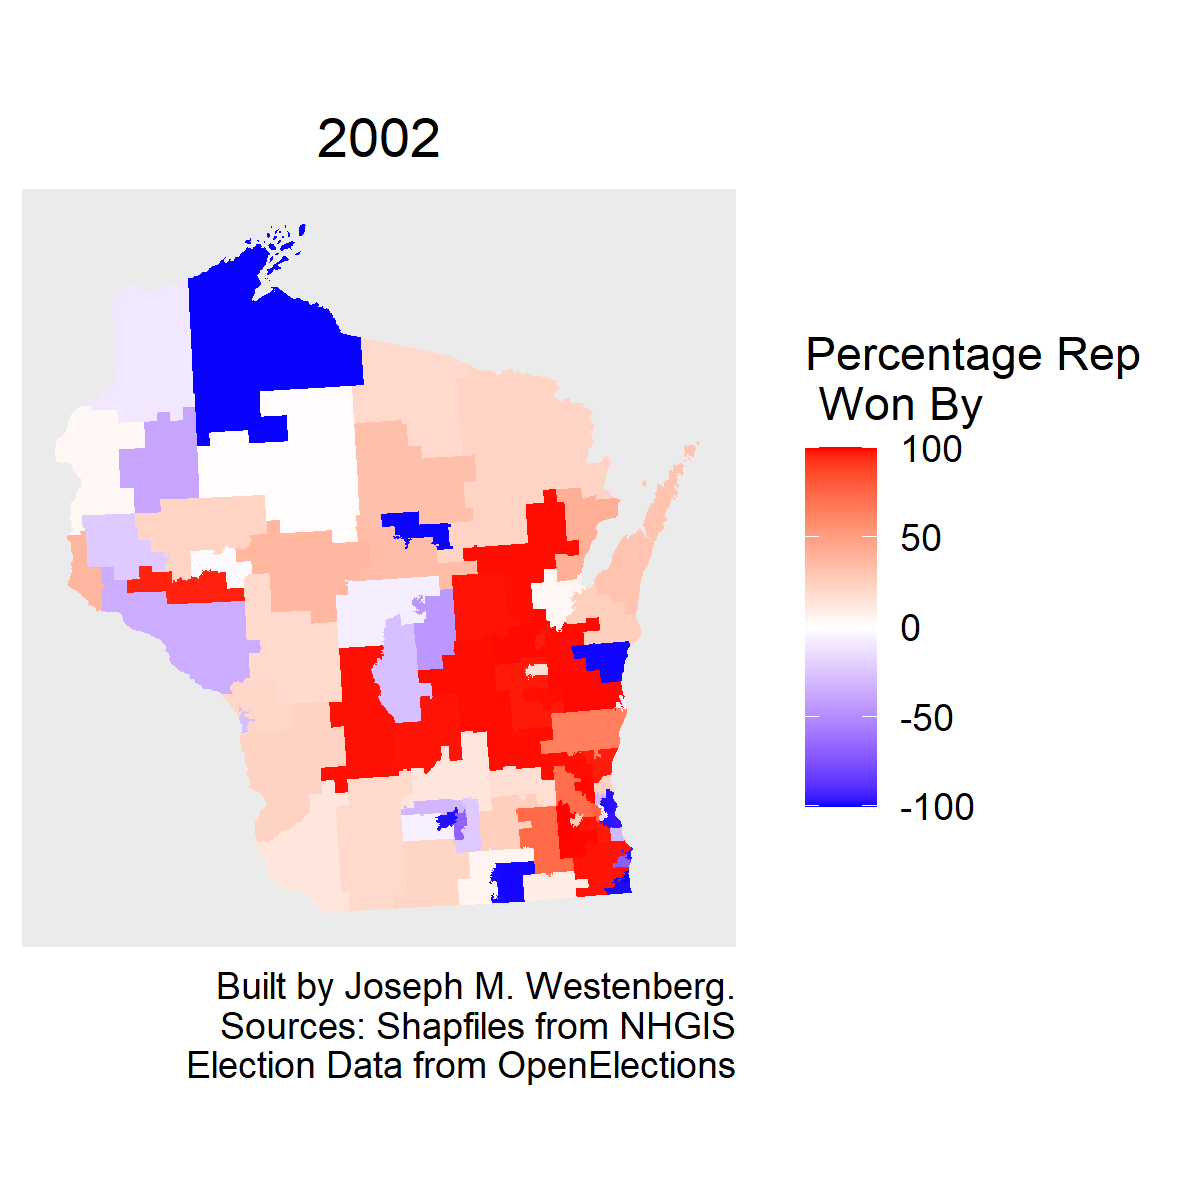 2002
Percentage Rep
Won By
100
50
0
-50
-100
Built by Joseph M. Westenberg.
Sources: Shapfiles from NHGIS
Election Data from OpenElections